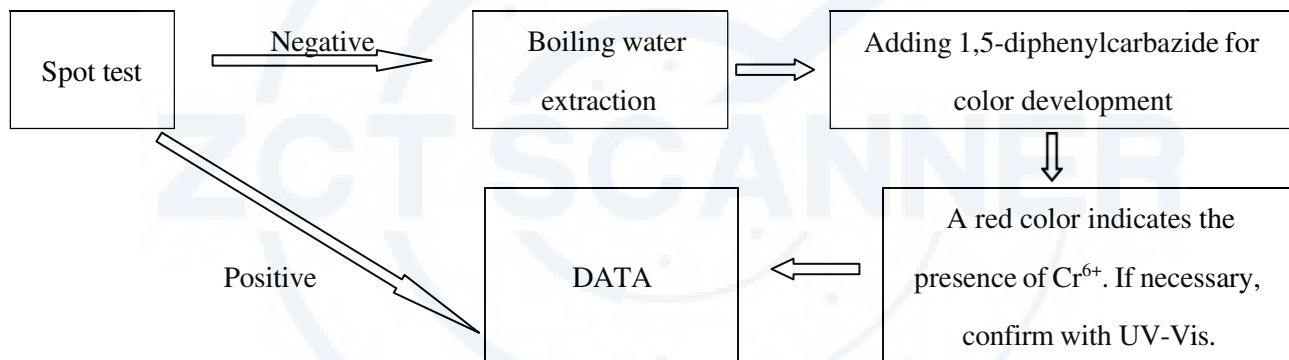 Spot test
Negative
Boiling water
extraction
Adding 1,5-diphenylcarbazide for
color development
A red color indicates the
presence of Cr⁶⁺. If necessary,
confirm with UV-Vis.
DATA
Positive
ZCT SCANNER